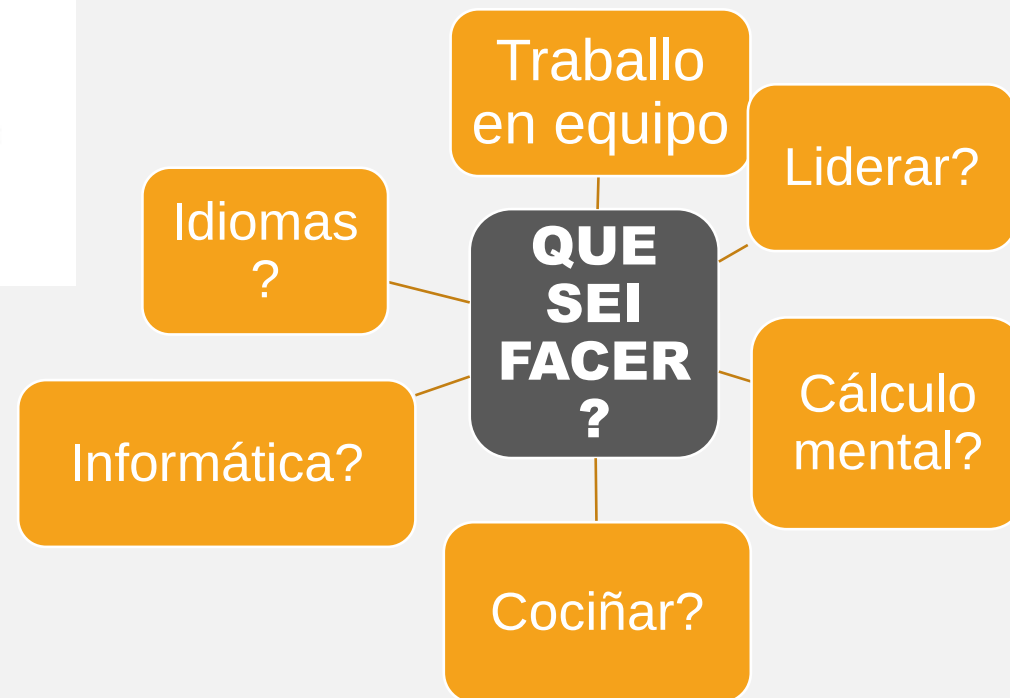 Traballo
en equipo
Liderar?
Idiomas
?
QUE
SEI
FACER
?
Cálculo
mental?
Informática?
Cociñar?